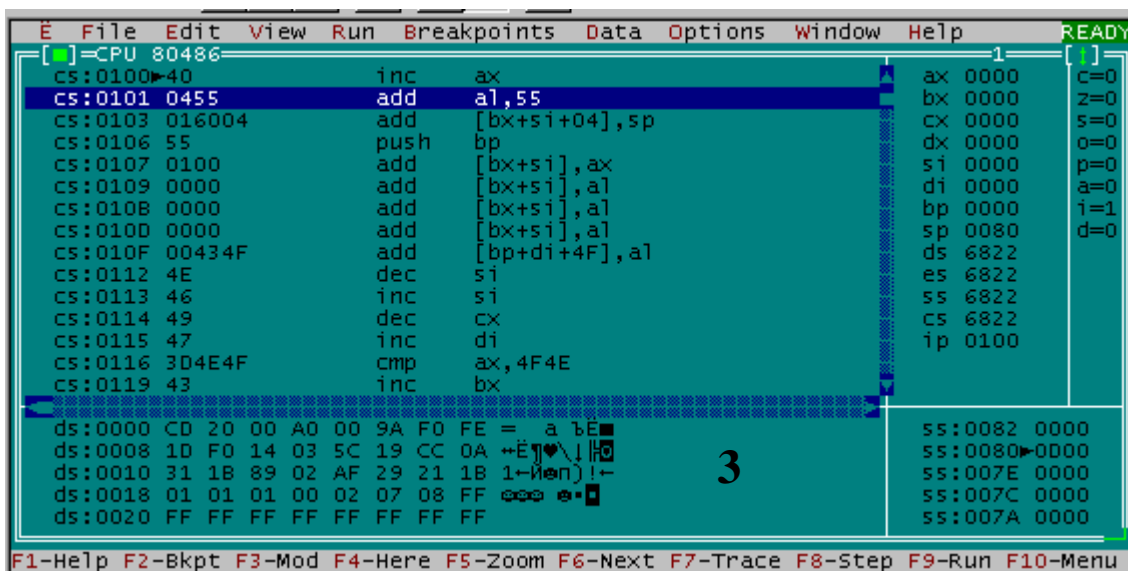 Ë File Edit View Run Breakpoints Data Options Window Help READY
[■]=CPU 80486 1 [↕]
cs:0100►40 inc ax
cs:0101 0455 add al,55
cs:0103 016004 add [bx+si+04],sp
cs:0106 55 push bp
cs:0107 0100 add [bx+si],ax
cs:0109 0000 add [bx+si],al
cs:010B 0000 add [bx+si],al
cs:010D 0000 add [bx+si],al
cs:010F 00434F add [bp+di+4F],al
cs:0112 4E dec si
cs:0113 46 inc si
cs:0114 49 dec cx
cs:0115 47 inc di
cs:0116 3D4E4F cmp ax,4F4E
cs:0119 43 inc bx
ax 0000 c=0
bx 0000 z=0
cx 0000 s=0
dx 0000 o=0
si 0000 p=0
di 0000 a=0
bp 0000 i=1
sp 0080 d=0
ds 6822
es 6822
ss 6822
cs 6822
ip 0100
ds:0000 CD 20 00 A0 00 9A F0 FE = a ЪË■
ds:0008 1D F0 14 03 5C 19 CC 0A ↔Ë¶♥\↓╠◙
ds:0010 31 1B 89 02 AF 29 21 1B 1←Й☻п)!←
ds:0018 01 01 01 00 02 07 08 FF ☺☺☺ ☻•◘
ds:0020 FF FF FF FF FF FF FF FF
3
ss:0082 0000
ss:0080►0D00
ss:007E 0000
ss:007C 0000
ss:007A 0000
F1-Help F2-Bkpt F3-Mod F4-Here F5-Zoom F6-Next F7-Trace F8-Step F9-Run F10-Menu